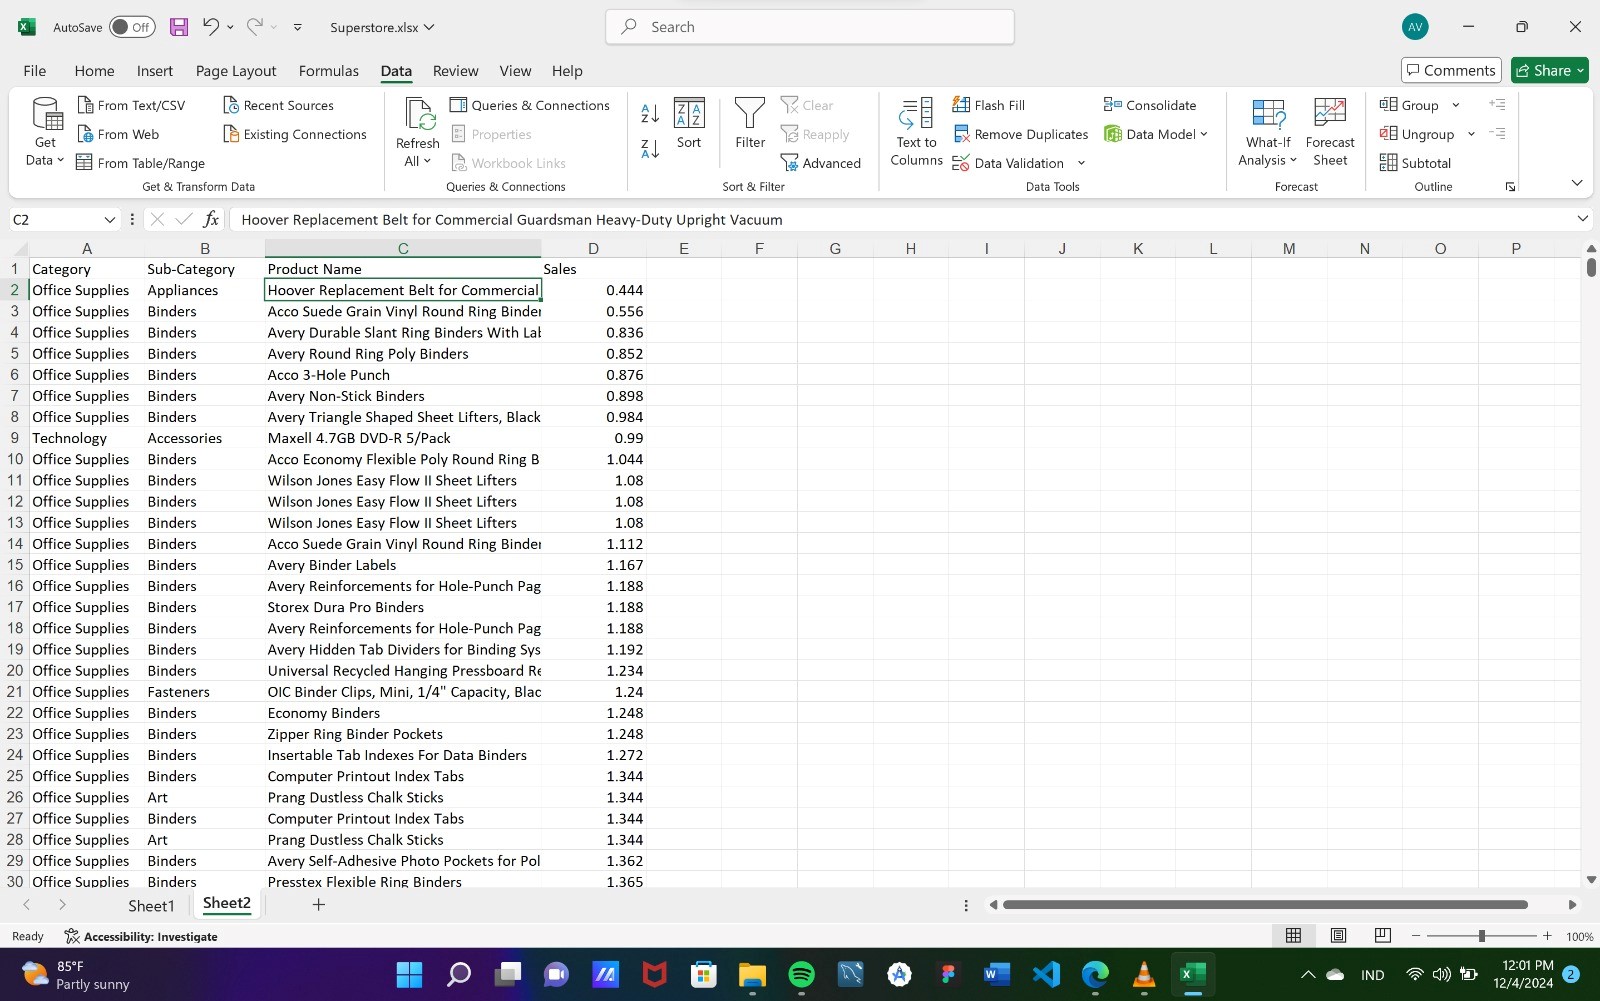 AutoSave Off Superstore.xlsx Search AV
File Home Insert Page Layout Formulas Data Review View Help Comments Share
Get Data
From Text/CSV
From Web
From Table/Range
Recent Sources
Existing Connections
Get & Transform Data
Refresh All
Queries & Connections
Properties
Workbook Links
Queries & Connections
Sort
Filter
Clear
Reapply
Advanced
Sort & Filter
Text to Columns
Flash Fill
Remove Duplicates
Data Validation
Consolidate
Data Model
Data Tools
What-If Analysis
Forecast Sheet
Forecast
Group
Ungroup
Subtotal
Outline
C2 fx Hoover Replacement Belt for Commercial Guardsman Heavy-Duty Upright Vacuum
A B C D E F G H I J K L M N O P
1 Category Sub-Category Product Name Sales
2 Office Supplies Appliances Hoover Replacement Belt for Commercial 0.444
3 Office Supplies Binders Acco Suede Grain Vinyl Round Ring Binder 0.556
4 Office Supplies Binders Avery Durable Slant Ring Binders With Lab 0.836
5 Office Supplies Binders Avery Round Ring Poly Binders 0.852
6 Office Supplies Binders Acco 3-Hole Punch 0.876
7 Office Supplies Binders Avery Non-Stick Binders 0.898
8 Office Supplies Binders Avery Triangle Shaped Sheet Lifters, Black 0.984
9 Technology Accessories Maxell 4.7GB DVD-R 5/Pack 0.99
10 Office Supplies Binders Acco Economy Flexible Poly Round Ring B 1.044
11 Office Supplies Binders Wilson Jones Easy Flow II Sheet Lifters 1.08
12 Office Supplies Binders Wilson Jones Easy Flow II Sheet Lifters 1.08
13 Office Supplies Binders Wilson Jones Easy Flow II Sheet Lifters 1.08
14 Office Supplies Binders Acco Suede Grain Vinyl Round Ring Binder 1.112
15 Office Supplies Binders Avery Binder Labels 1.167
16 Office Supplies Binders Avery Reinforcements for Hole-Punch Pag 1.188
17 Office Supplies Binders Storex Dura Pro Binders 1.188
18 Office Supplies Binders Avery Reinforcements for Hole-Punch Pag 1.188
19 Office Supplies Binders Avery Hidden Tab Dividers for Binding Sys 1.192
20 Office Supplies Binders Universal Recycled Hanging Pressboard Re 1.234
21 Office Supplies Fasteners OIC Binder Clips, Mini, 1/4" Capacity, Blac 1.24
22 Office Supplies Binders Economy Binders 1.248
23 Office Supplies Binders Zipper Ring Binder Pockets 1.248
24 Office Supplies Binders Insertable Tab Indexes For Data Binders 1.272
25 Office Supplies Binders Computer Printout Index Tabs 1.344
26 Office Supplies Art Prang Dustless Chalk Sticks 1.344
27 Office Supplies Binders Computer Printout Index Tabs 1.344
28 Office Supplies Art Prang Dustless Chalk Sticks 1.344
29 Office Supplies Binders Avery Self-Adhesive Photo Pockets for Pol 1.362
30 Office Supplies Binders Presstex Flexible Ring Binders 1.365
Sheet1 Sheet2
Ready Accessibility: Investigate 100%
85°F
Partly sunny
IND
12:01 PM
12/4/2024
2